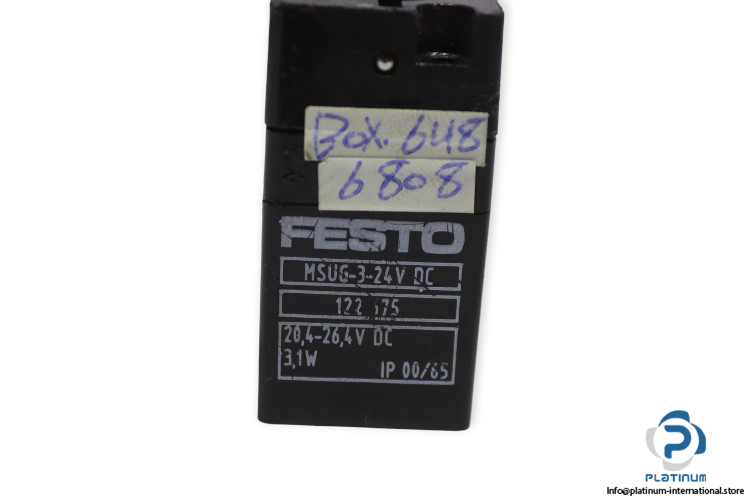 Box. 648
6808
FESTO
MSUG-3-24V DC
122
20,4-26,4V DC
3,1W
IP 00/65
PLATINUM
Info@platinum-international.store